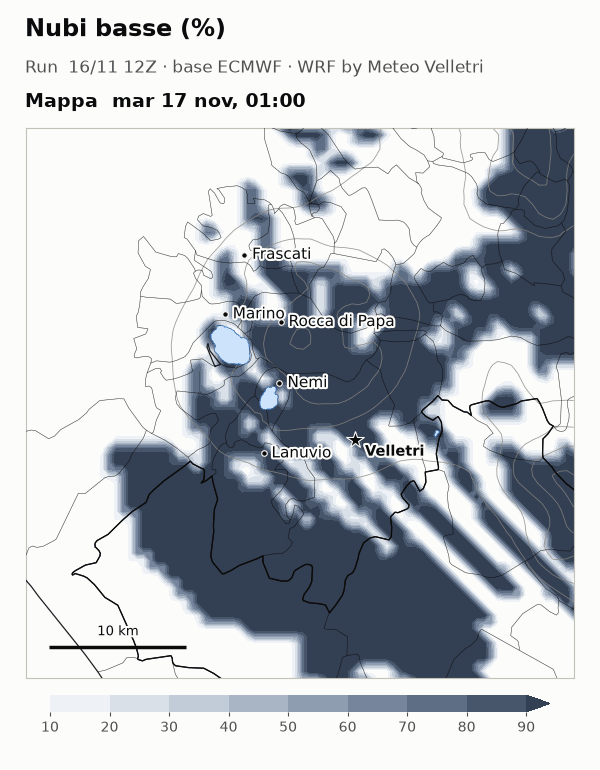 Nubi basse (%)
Run  16/11 12Z · base ECMWF · WRF by Meteo Velletri
Mappa  mar 17 nov, 01:00
Frascati
Marino
Rocca di Papa
Nemi
Velletri
Lanuvio
10 km
10 20 30 40 50 60 70 80 90